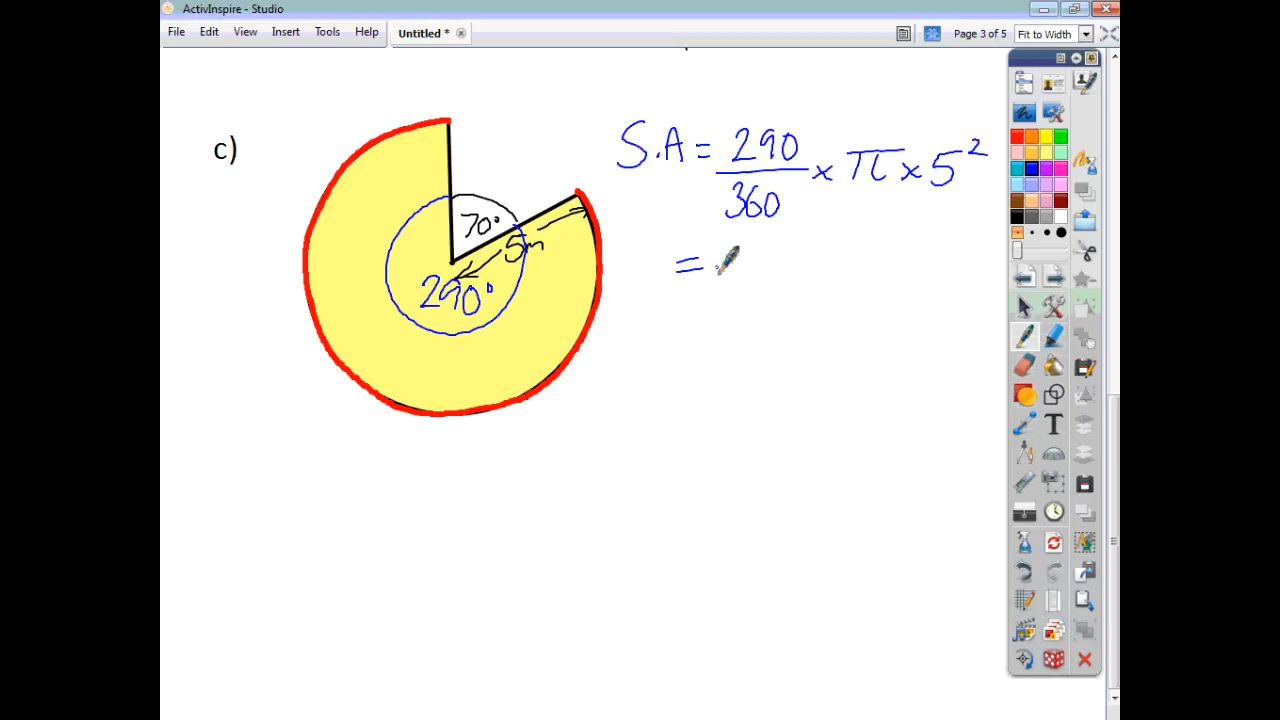 ActivInspire - Studio
File Edit View Insert Tools Help Untitled * Page 3 of 5 Fit to Width
c)
S.A = 290/360 × π × 5²
70°
5m
290°
=
T